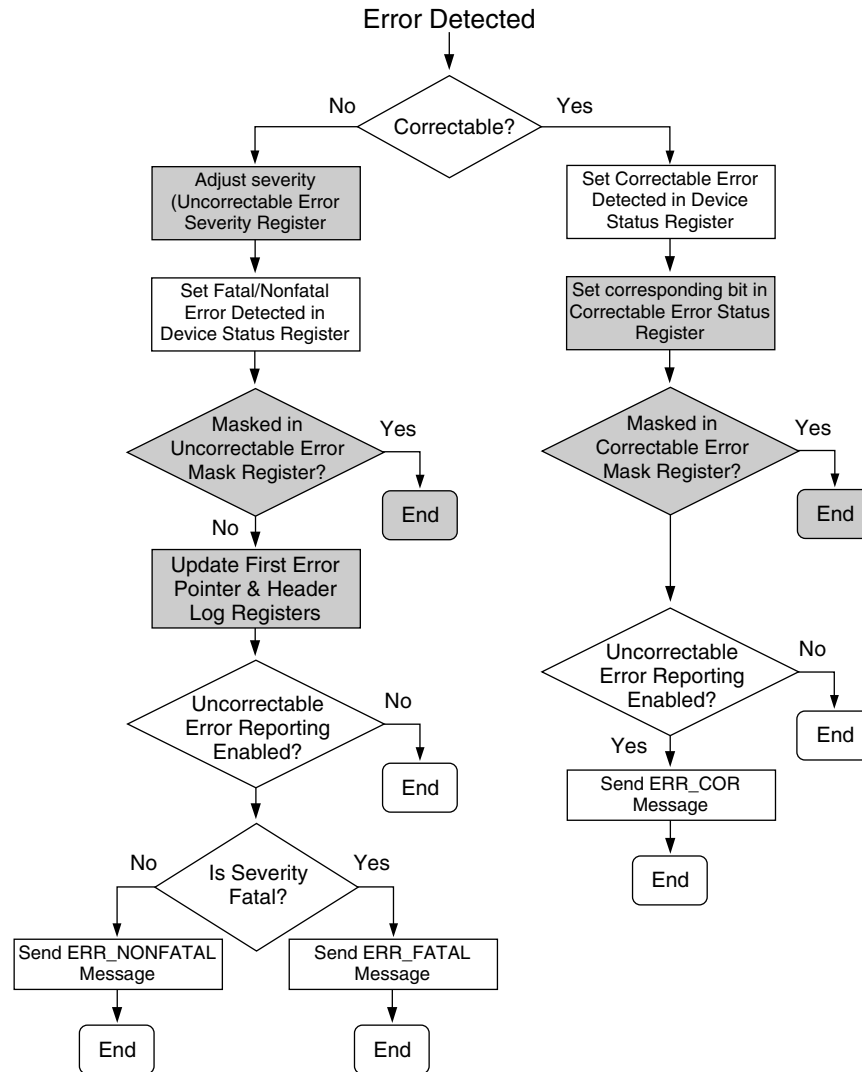 Error Detected
No
Yes
Correctable?
Adjust severity
(Uncorrectable Error
Severity Register
Set Correctable Error
Detected in Device
Status Register
Set Fatal/Nonfatal
Error Detected in
Device Status Register
Set corresponding bit in
Correctable Error Status
Register
Masked in
Uncorrectable Error
Mask Register?
Yes
Masked in
Correctable Error
Mask Register?
Yes
End
End
No
Update First Error
Pointer & Header
Log Registers
Uncorrectable
Error Reporting
Enabled?
No
Uncorrectable
Error Reporting
Enabled?
No
End
Yes
End
Send ERR_COR
Message
No
Yes
Is Severity
Fatal?
End
Send ERR_NONFATAL
Message
Send ERR_FATAL
Message
End
End